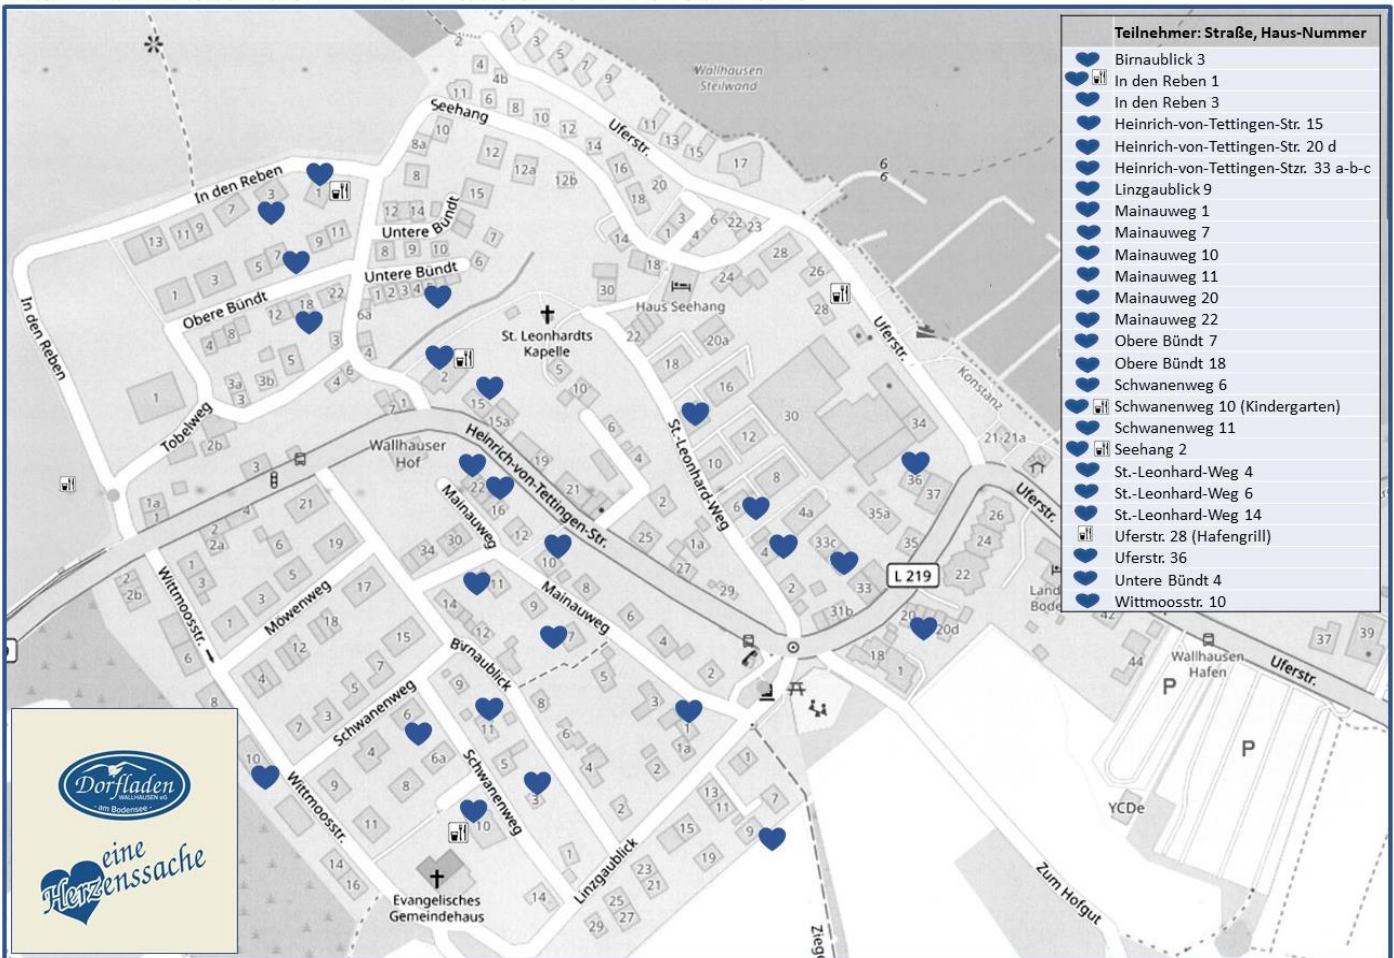 Teilnehmer: Straße, Haus-Nummer
Birnaublick 3
In den Reben 1
In den Reben 3
Heinrich-von-Tettingen-Str. 15
Heinrich-von-Tettingen-Str. 20 d
Heinrich-von-Tettingen-Stzr. 33 a-b-c
Linzgaublick 9
Mainauweg 1
Mainauweg 7
Mainauweg 10
Mainauweg 11
Mainauweg 20
Mainauweg 22
Obere Bündt 7
Obere Bündt 18
Schwanenweg 6
Schwanenweg 10 (Kindergarten)
Schwanenweg 11
Seehang 2
St.-Leonhard-Weg 4
St.-Leonhard-Weg 6
St.-Leonhard-Weg 14
Uferstr. 28 (Hafengrill)
Uferstr. 36
Untere Bündt 4
Wittmoosstr. 10
Wallhausen
Steilwand
Seehang
Uferstr.
In den Reben
Untere Bündt
Untere Bündt
Obere Bündt
In den Reben
Haus Seehang
St. Leonhardts
Kapelle
Uferstr.
Konstanz
Tobelweg
Wallhauser
Hof
Heinrich-von-Tettingen-Str.
St.-Leonhard-Weg
Mainauweg
Uferstr.
L 219
Wittmoosstr.
Möwenweg
Mainauweg
Birnaublick
Schwanenweg
Wallhausen
Hafen
Uferstr.
P
P
Wittmoosstr.
Schwanenweg
Linzgaublick
YCDe
Zum Hofgut
Evangelisches
Gemeindehaus
Dorfladen
WALLHAUSEN eG
- am Bodensee -
eine
Herzenssache